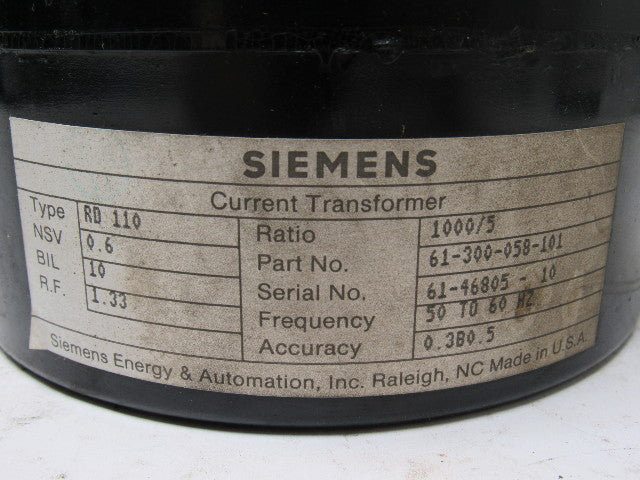 SIEMENS
Current Transformer
Type RD 110
NSV 0.6
BIL 10
R.F. 1.33
Ratio 1000/5
Part No. 61-300-058-101
Serial No. 61-46805 - 10
Frequency 50 TO 60 HZ
Accuracy 0.3B0.5
Siemens Energy & Automation, Inc. Raleigh, NC Made in U.S.A.